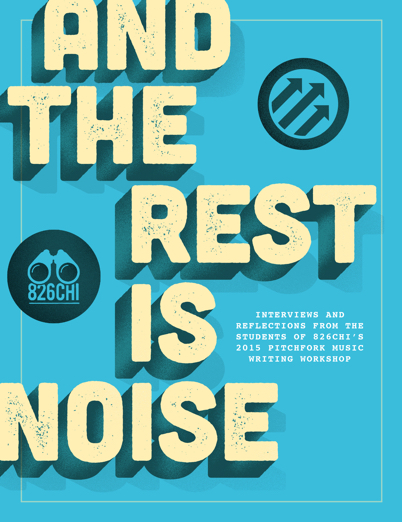 AND
THE
REST
IS
NOISE
826CHI
INTERVIEWS AND
REFLECTIONS FROM THE
STUDENTS OF 826CHI'S
2015 PITCHFORK MUSIC
WRITING WORKSHOP